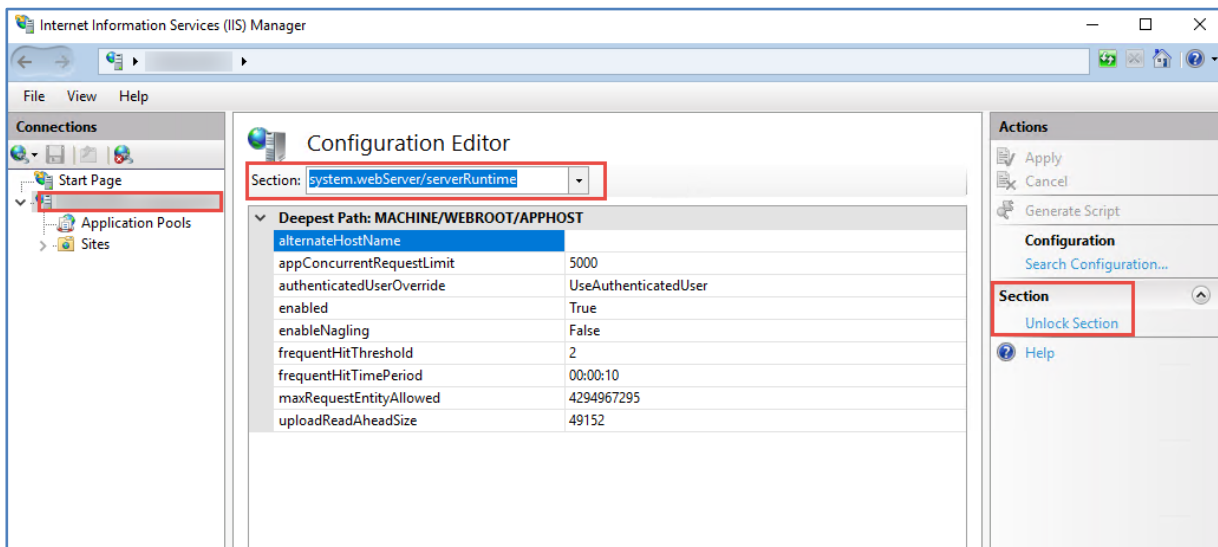 Internet Information Services (IIS) Manager
File View Help
Connections
Start Page
Application Pools
Sites
Configuration Editor
Section: system.webServer/serverRuntime
Deepest Path: MACHINE/WEBROOT/APPHOST
alternateHostName
appConcurrentRequestLimit 5000
authenticatedUserOverride UseAuthenticatedUser
enabled True
enableNagling False
frequentHitThreshold 2
frequentHitTimePeriod 00:00:10
maxRequestEntityAllowed 4294967295
uploadReadAheadSize 49152
Actions
Apply
Cancel
Generate Script
Configuration
Search Configuration...
Section
Unlock Section
Help